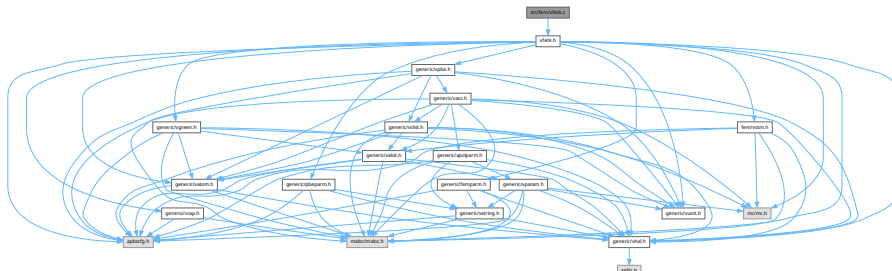 src/fem/vfetk.c
vfetk.h
generic/vpbe.h
generic/vacc.h
generic/vgreen.h
generic/vclist.h
fem/vcsm.h
generic/valist.h
generic/apolparm.h
generic/vatom.h
generic/pbeparm.h
generic/femparm.h
generic/vparam.h
generic/vcap.h
generic/vstring.h
generic/vunit.h
mc/mc.h
apbscfg.h
maloc/maloc.h
generic/vhal.h
stdio.h